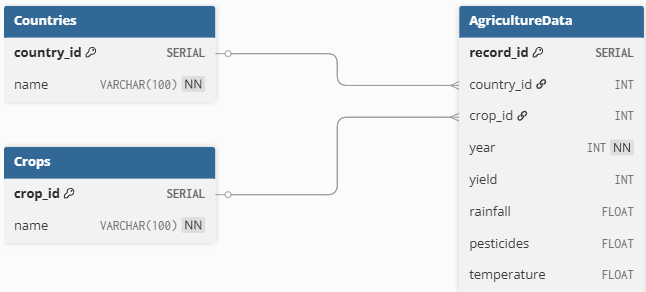 Countries
country_id SERIAL
name VARCHAR(100) NN
Crops
crop_id SERIAL
name VARCHAR(100) NN
AgricultureData
record_id SERIAL
country_id INT
crop_id INT
year INT NN
yield INT
rainfall FLOAT
pesticides FLOAT
temperature FLOAT